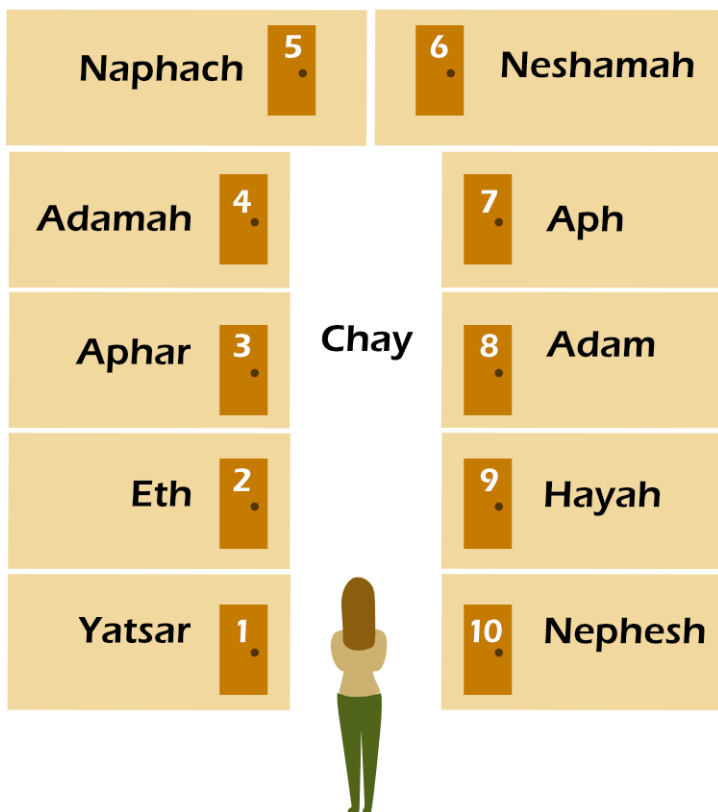 Naphach 5
6 Neshamah
Adamah 4
7 Aph
Aphar 3
Chay
8 Adam
Eth 2
9 Hayah
Yatsar 1
10 Nephesh